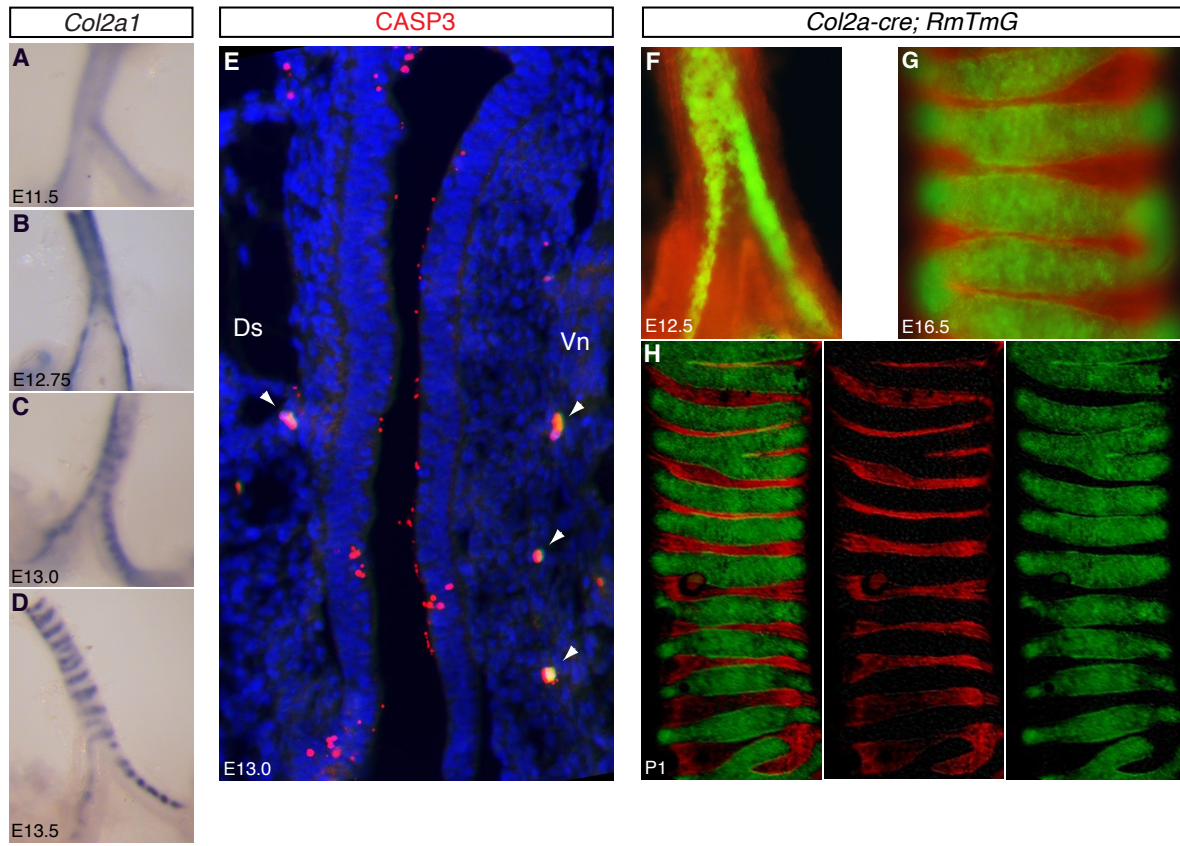 Col2a1
CASP3
Col2a-cre; RmTmG
A
E11.5
B
E12.75
C
E13.0
D
E13.5
E
Ds
Vn
E13.0
F
E12.5
G
E16.5
H
P1